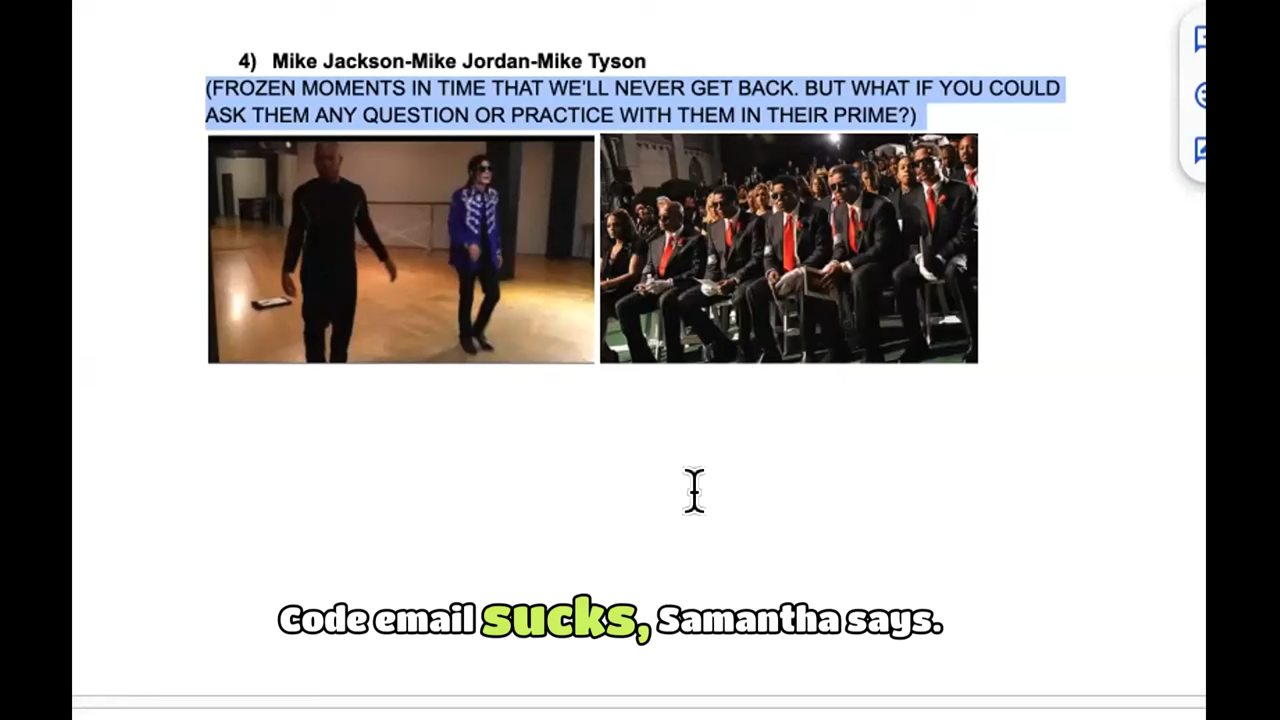 4) Mike Jackson-Mike Jordan-Mike Tyson
(FROZEN MOMENTS IN TIME THAT WE'LL NEVER GET BACK. BUT WHAT IF YOU COULD
ASK THEM ANY QUESTION OR PRACTICE WITH THEM IN THEIR PRIME?)
Code email sucks, Samantha says.